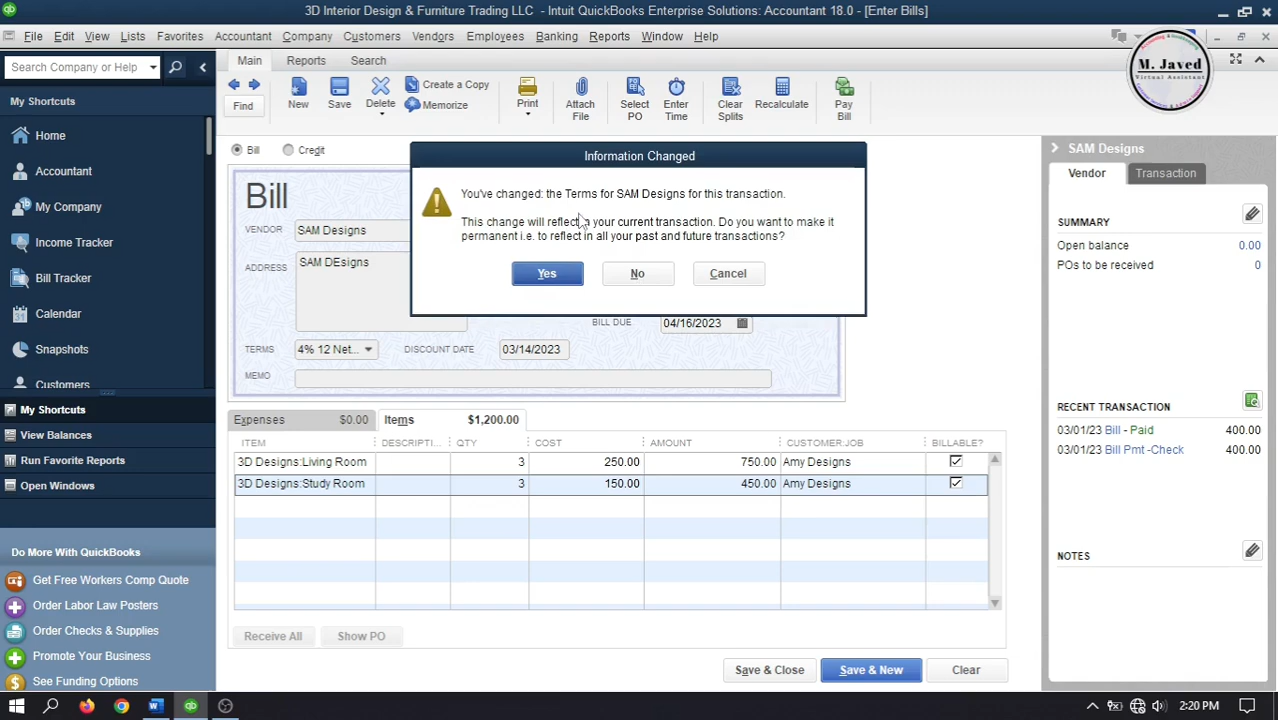 3D Interior Design & Furniture Trading LLC - Intuit QuickBooks Enterprise Solutions: Accountant 18.0 - [Enter Bills]
File Edit View Lists Favorites Accountant Company Customers Vendors Employees Banking Reports Window Help
M. Javed
Virtual Assistant
Search Company or Help
Main Reports Search
Find New Save Delete Create a Copy Memorize Print Attach File Select PO Enter Time Clear Splits Recalculate Pay Bill
My Shortcuts
Home
Accountant
My Company
Income Tracker
Bill Tracker
Calendar
Snapshots
Customers
My Shortcuts
View Balances
Run Favorite Reports
Open Windows
Do More With QuickBooks
Get Free Workers Comp Quote
Order Labor Law Posters
Order Checks & Supplies
Promote Your Business
See Funding Options
Bill Credit
Bill
VENDOR SAM Designs
ADDRESS SAM DEsigns
BILL DUE 04/16/2023
TERMS 4% 12 Net... DISCOUNT DATE 03/14/2023
MEMO
Information Changed
You've changed: the Terms for SAM Designs for this transaction.
This change will reflect in your current transaction. Do you want to make it
permanent i.e. to reflect in all your past and future transactions?
Yes No Cancel
Expenses $0.00 Items $1,200.00
ITEM DESCRIPTI... QTY COST AMOUNT CUSTOMER:JOB BILLABLE?
3D Designs:Living Room 3 250.00 750.00 Amy Designs
3D Designs:Study Room 3 150.00 450.00 Amy Designs
Receive All Show PO
Save & Close Save & New Clear
SAM Designs
Vendor Transaction
SUMMARY
Open balance 0.00
POs to be received 0
RECENT TRANSACTION
03/01/23 Bill - Paid 400.00
03/01/23 Bill Pmt -Check 400.00
NOTES
2:20 PM